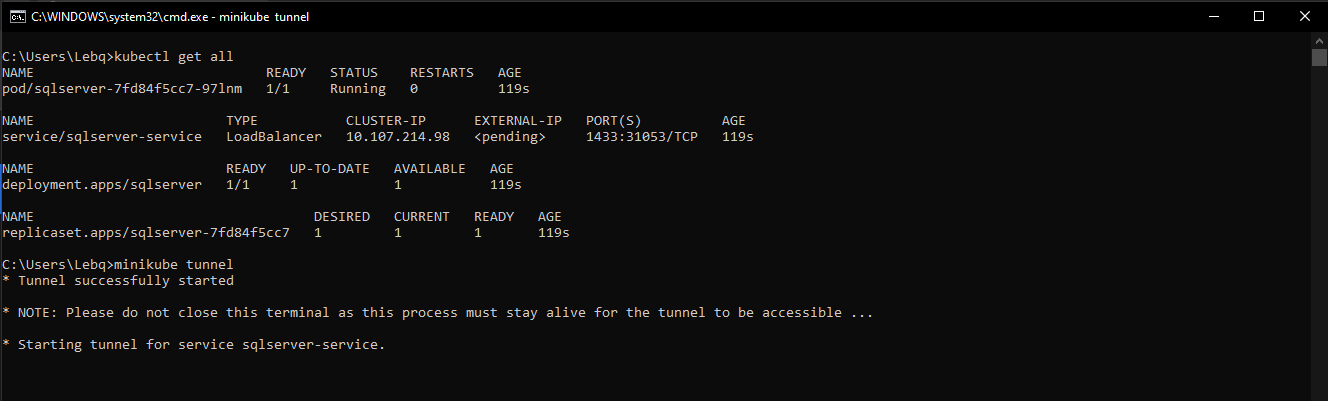 C:\WINDOWS\system32\cmd.exe - minikube tunnel
C:\Users\Lebq>kubectl get all
NAME                             READY   STATUS    RESTARTS   AGE
pod/sqlserver-7fd84f5cc7-97lnm   1/1     Running   0          119s
NAME                        TYPE           CLUSTER-IP      EXTERNAL-IP   PORT(S)          AGE
service/sqlserver-service   LoadBalancer   10.107.214.98   <pending>     1433:31053/TCP   119s
NAME                        READY   UP-TO-DATE   AVAILABLE   AGE
deployment.apps/sqlserver   1/1     1            1           119s
NAME                                   DESIRED   CURRENT   READY   AGE
replicaset.apps/sqlserver-7fd84f5cc7   1         1         1       119s
C:\Users\Lebq>minikube tunnel
* Tunnel successfully started
* NOTE: Please do not close this terminal as this process must stay alive for the tunnel to be accessible ...
* Starting tunnel for service sqlserver-service.